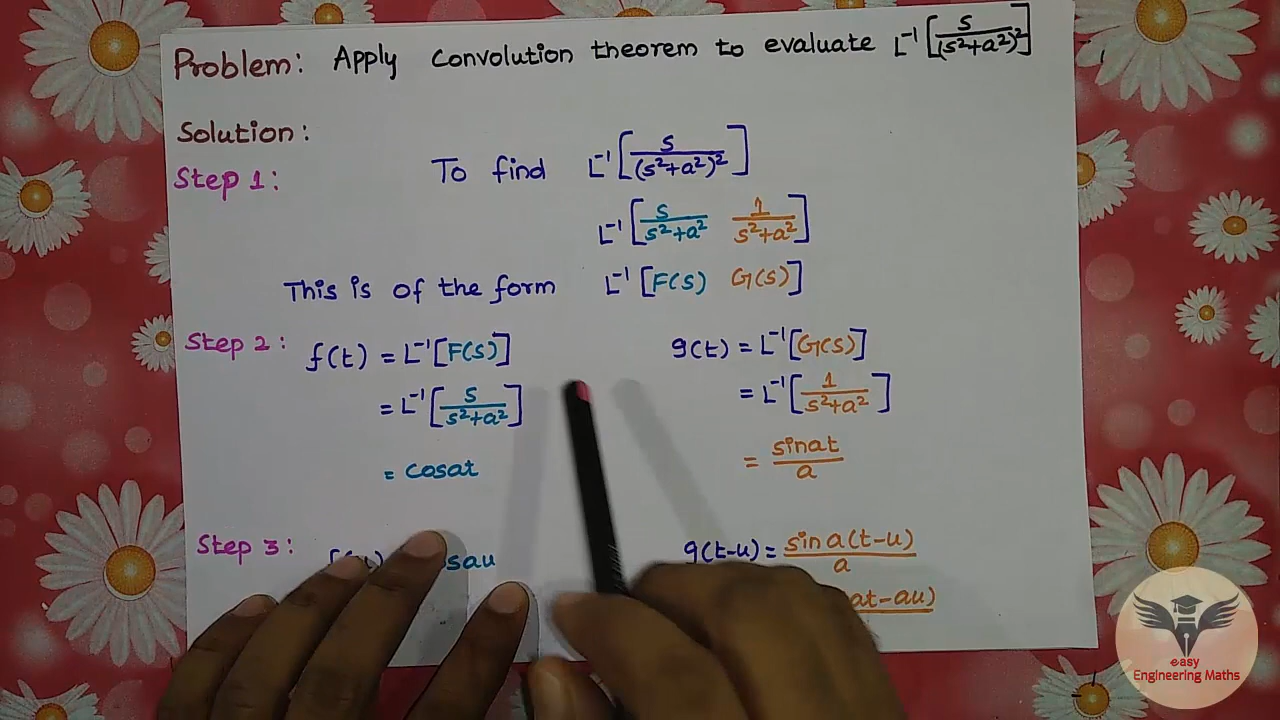 Problem: Apply Convolution theorem to evaluate L⁻¹[s/(s²+a²)²]
Solution:
Step 1: To find L⁻¹[s/(s²+a²)²]
L⁻¹[s/s²+a² 1/s²+a²]
This is of the form L⁻¹[F(s) G(s)]
Step 2: f(t) = L⁻¹[F(s)]
= L⁻¹[s/s²+a²]
= cosat
g(t) = L⁻¹[G(s)]
= L⁻¹[1/s²+a²]
= sinat/a
Step 3:
g(t-u) = sin a(t-u)/a
at-au)
easy
Engineering Maths